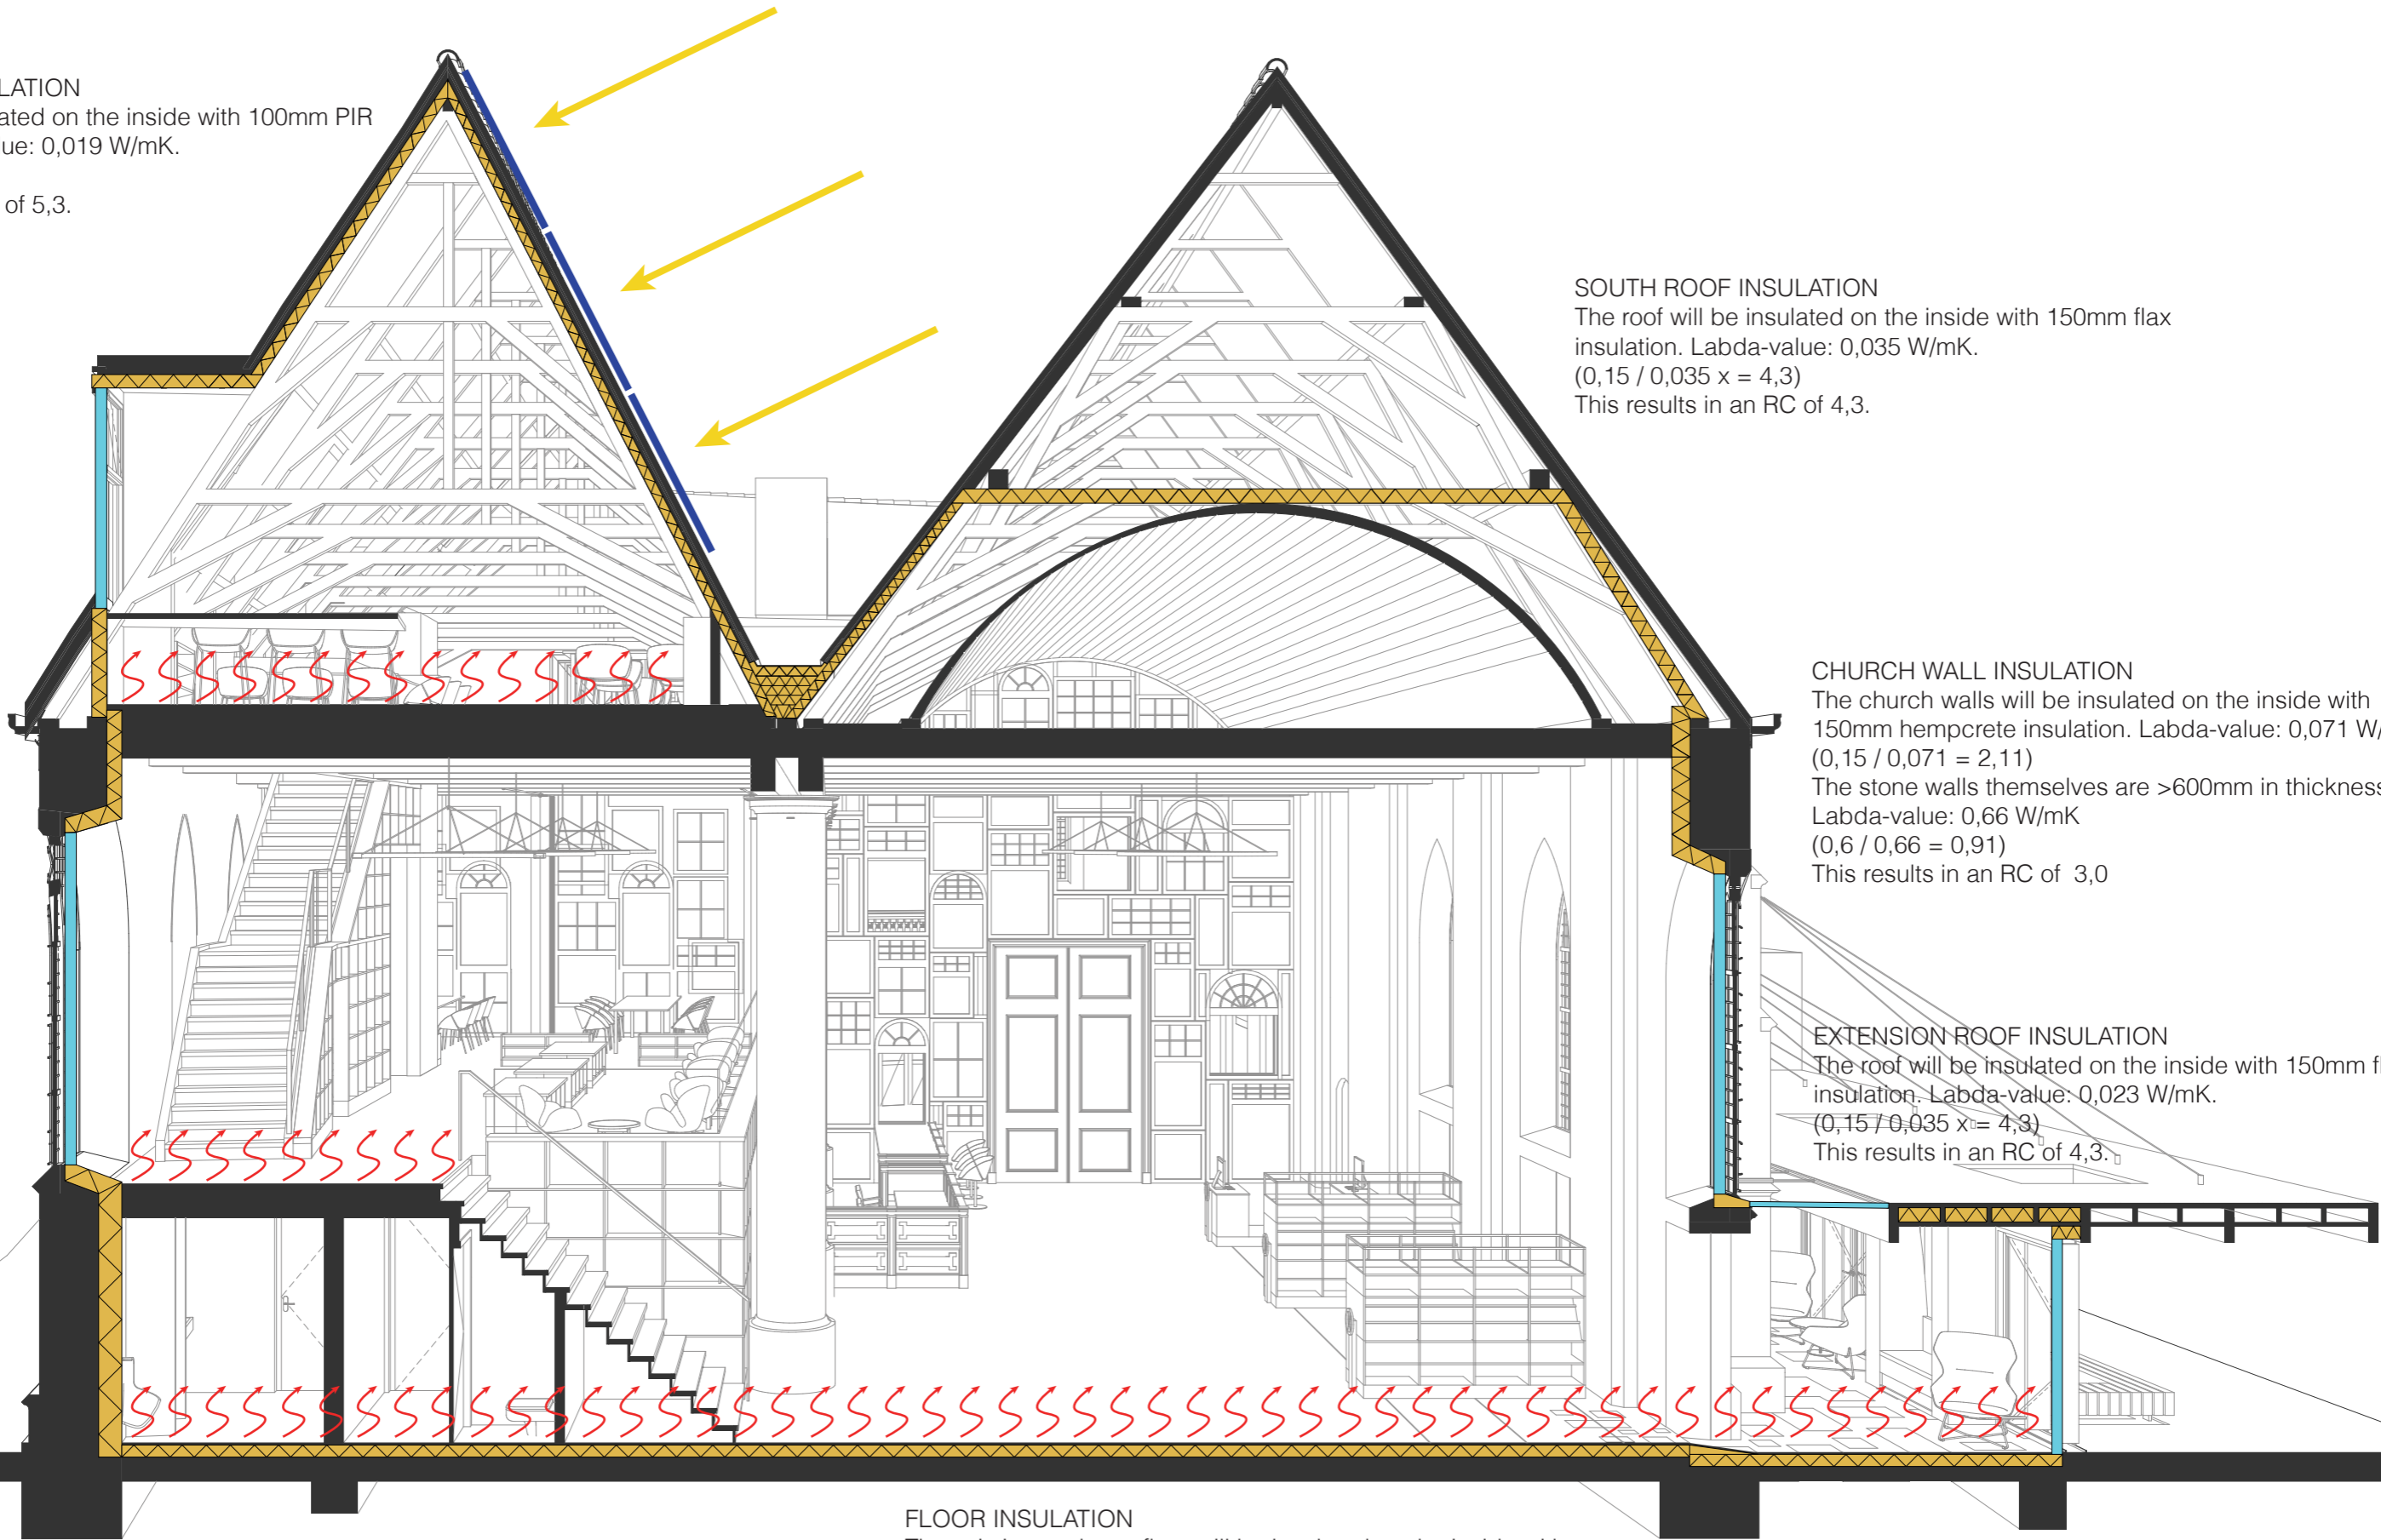 LATION
ated on the inside with 100mm PIR
ue: 0,019 W/mK.
of 5,3.
SOUTH ROOF INSULATION
The roof will be insulated on the inside with 150mm flax
insulation. Labda-value: 0,035 W/mK.
(0,15 / 0,035 x = 4,3)
This results in an RC of 4,3.
CHURCH WALL INSULATION
The church walls will be insulated on the inside with
150mm hempcrete insulation. Labda-value: 0,071 W/
(0,15 / 0,071 = 2,11)
The stone walls themselves are >600mm in thickness
Labda-value: 0,66 W/mK
(0,6 / 0,66 = 0,91)
This results in an RC of  3,0
EXTENSION ROOF INSULATION
The roof will be insulated on the inside with 150mm fl
insulation. Labda-value: 0,023 W/mK.
(0,15 / 0,035 x = 4,3)
This results in an RC of 4,3.
FLOOR INSULATION